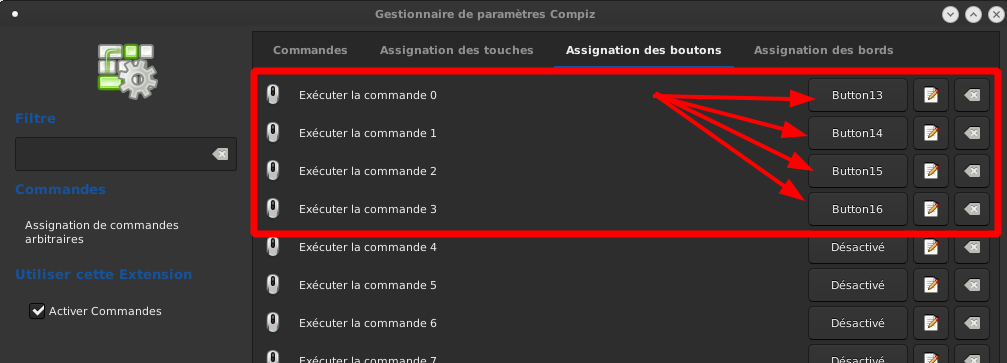 Gestionnaire de paramètres Compiz
Commandes Assignation des touches Assignation des boutons Assignation des bords
Filtre
Commandes
Assignation de commandes
arbitraires
Utiliser cette Extension
Activer Commandes
Exécuter la commande 0 Button13
Exécuter la commande 1 Button14
Exécuter la commande 2 Button15
Exécuter la commande 3 Button16
Exécuter la commande 4 Désactivé
Exécuter la commande 5 Désactivé
Exécuter la commande 6 Désactivé
Exécuter la commande 7 Désactivé